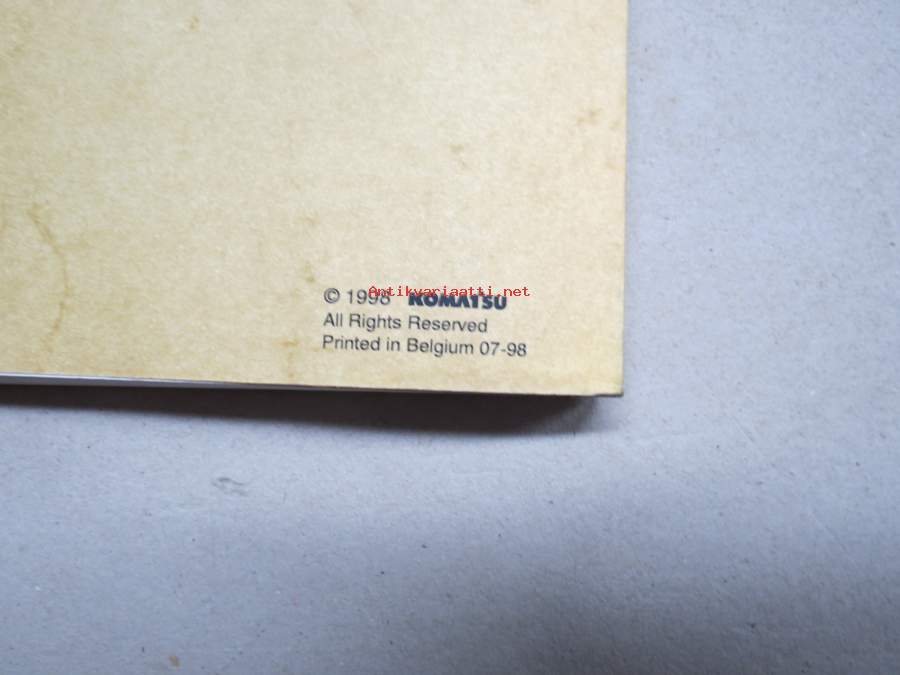 © 1998 KOMATSU
Antikvariaatti.net
All Rights Reserved
Printed in Belgium 07-98